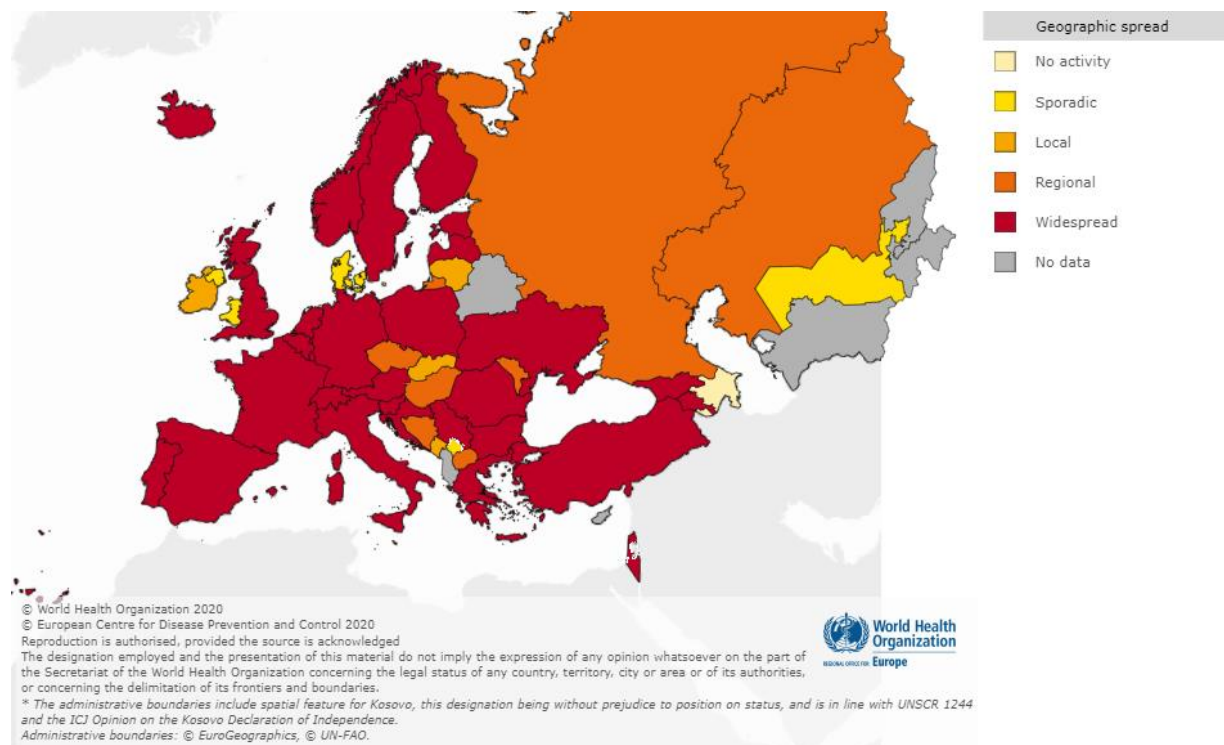 Geographic spread
No activity
Sporadic
Local
Regional
Widespread
No data
© World Health Organization 2020
© European Centre for Disease Prevention and Control 2020
Reproduction is authorised, provided the source is acknowledged
The designation employed and the presentation of this material do not imply the expression of any opinion whatsoever on the part of
the Secretariat of the World Health Organization concerning the legal status of any country, territory, city or area or of its authorities,
or concerning the delimitation of its frontiers and boundaries.
* The administrative boundaries include spatial feature for Kosovo, this designation being without prejudice to position on status, and is in line with UNSCR 1244
and the ICJ Opinion on the Kosovo Declaration of Independence.
Administrative boundaries: © EuroGeographics, © UN-FAO.
World Health
Organization
REGIONAL OFFICE FOR Europe